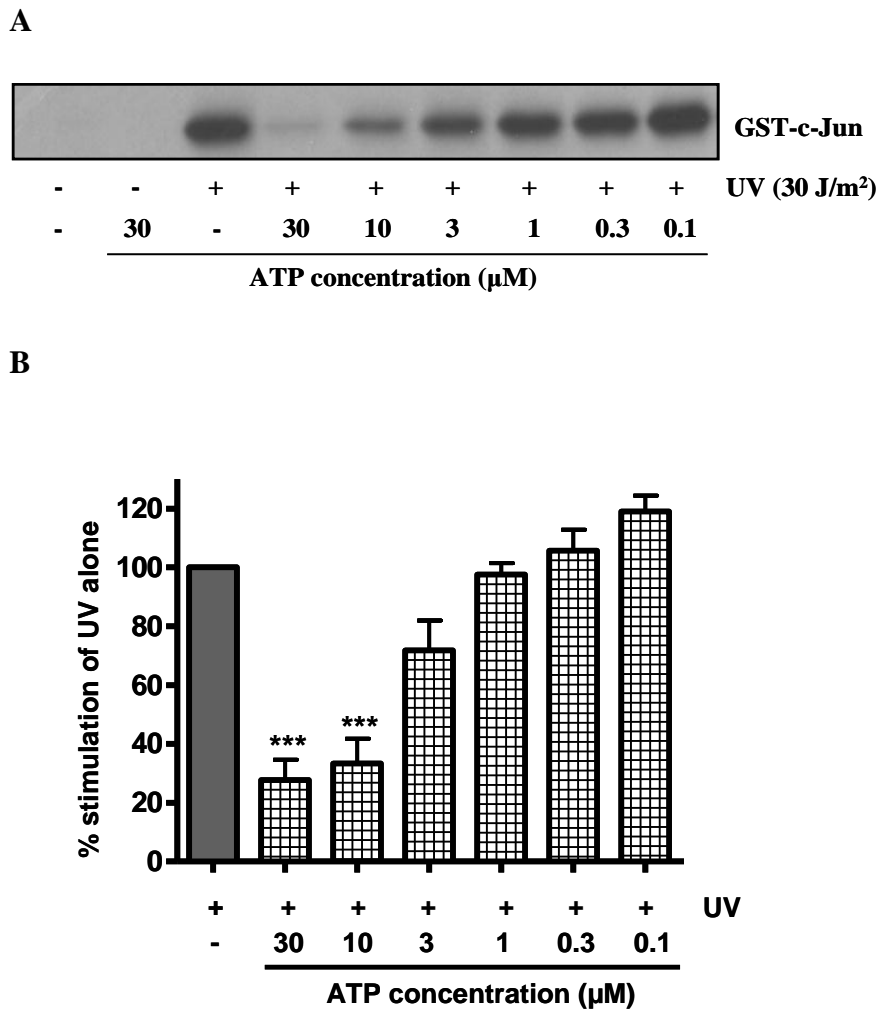 A
GST-c-Jun
- - + + + + + + + UV (30 J/m²)
- 30 - 30 10 3 1 0.3 0.1
ATP concentration (µM)
B
% stimulation of UV alone
120
100
80
60
40
20
0
*** ***
+ + + + + + + UV
- 30 10 3 1 0.3 0.1
ATP concentration (µM)